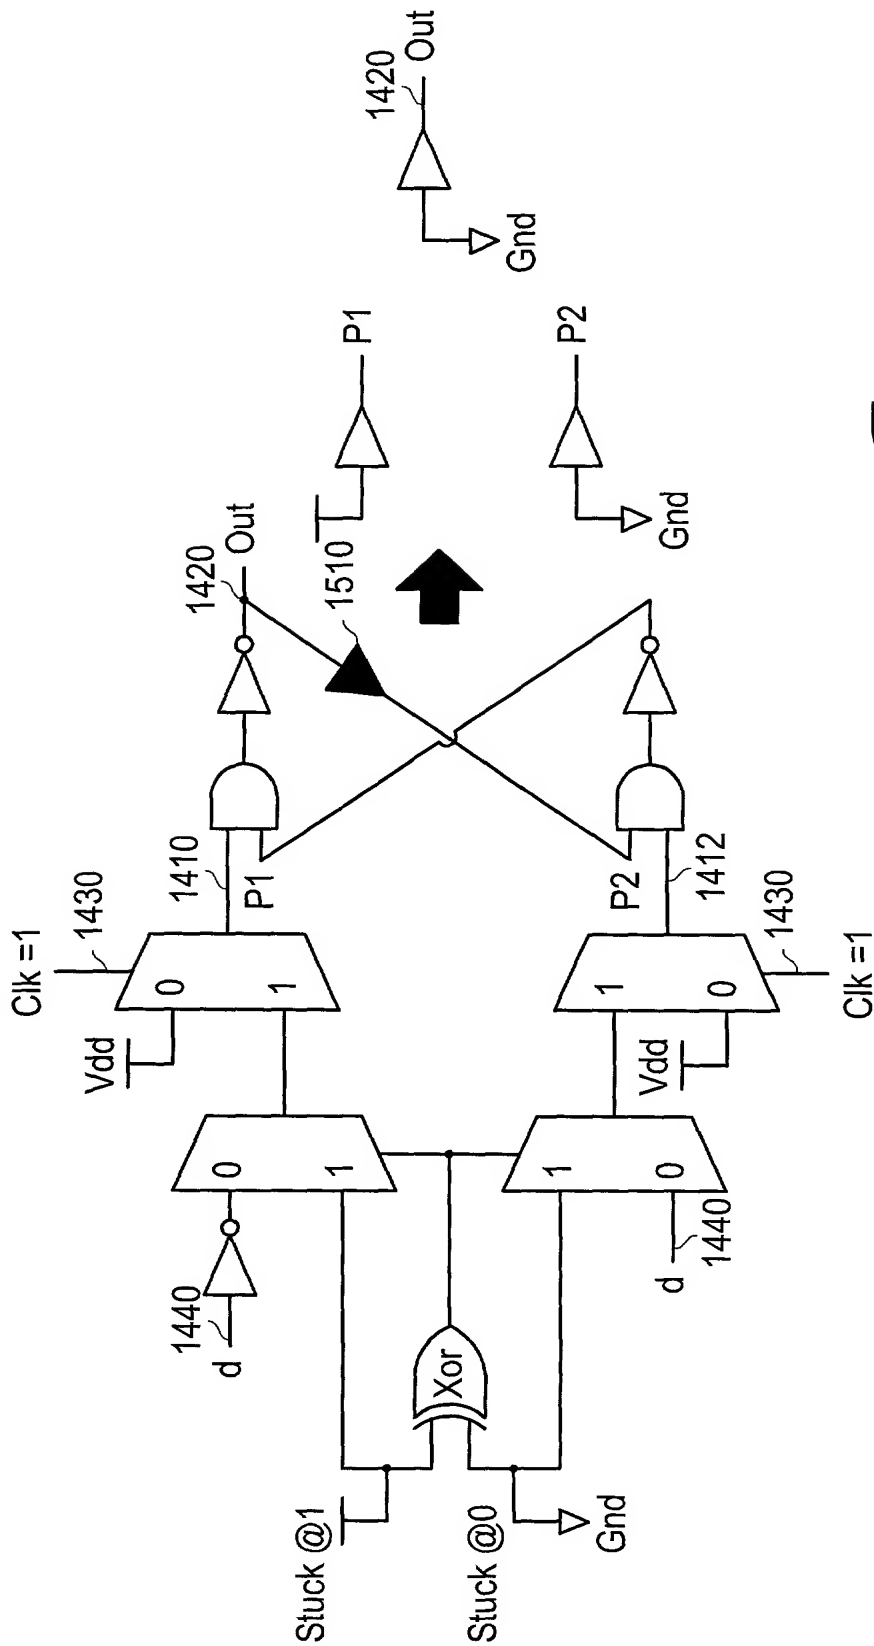 Clk =1
1430
Vdd
0
1
1410
P1
1420
Out
1440
d
0
1
Stuck @1
Xor
Stuck @0
Gnd
1
0
d
1440
1
0
Vdd
1430
Clk =1
P2
1412
1510
P1
P2
Gnd
1420
Out
Gnd